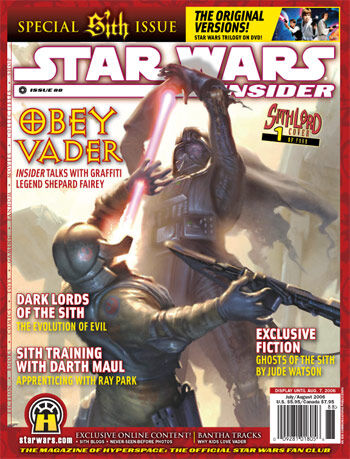 SPECIAL Sith ISSUE
THE ORIGINAL
VERSIONS!
STAR WARS TRILOGY ON DVD!
STAR WARS
INSIDER
ISSUE 88
OBEY
VADER
INSIDER TALKS WITH GRAFFITI
LEGEND SHEPARD FAIREY
SITH LORD
1 COVER
OF FOUR
DARK LORDS
OF THE SITH
THE EVOLUTION OF EVIL
SITH TRAINING
WITH DARTH MAUL
APPRENTICING WITH RAY PARK
EXCLUSIVE
FICTION
GHOSTS OF THE SITH
BY JUDE WATSON
DISPLAY UNTIL AUG. 7, 2006
July/August 2006
U.S. $5.95/Canada $7.95
88>
H
starwars.com
EXCLUSIVE ONLINE CONTENT!
• SITH BLOGS • NEVER-SEEN-BEFORE PHOTOS
BANTHA TRACKS
WHY KIDS LOVE VADER
THE MAGAZINE OF HYPERSPACE: THE OFFICIAL STAR WARS FAN CLUB